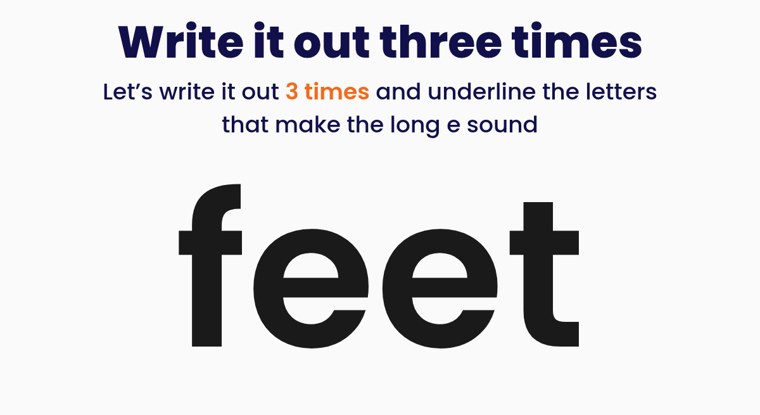 Write it out three times
Let’s write it out 3 times and underline the letters
that make the long e sound
feet